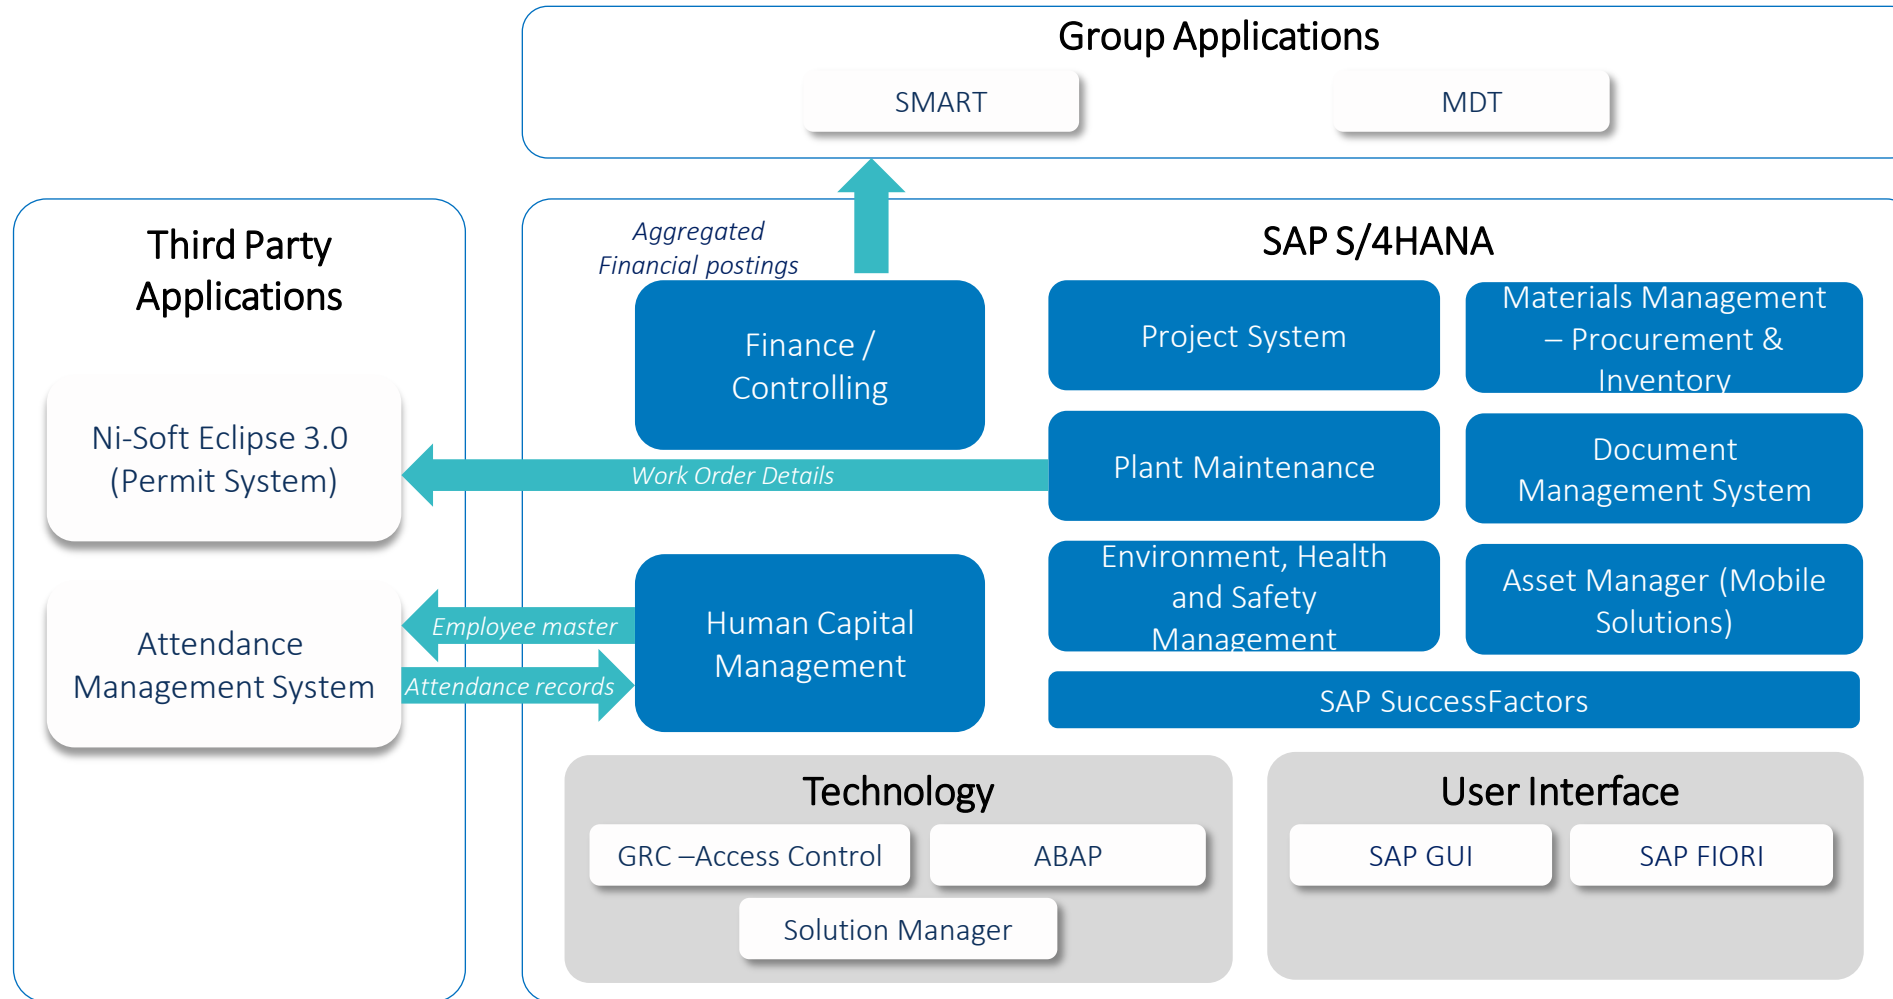 Group Applications
SMART
MDT
Third Party
Applications
Ni-Soft Eclipse 3.0
(Permit System)
Attendance
Management System
Aggregated
Financial postings
SAP S/4HANA
Finance /
Controlling
Project System
Materials Management
– Procurement &
Inventory
Work Order Details
Plant Maintenance
Document
Management System
Employee master
Attendance records
Human Capital
Management
Environment, Health
and Safety
Management
Asset Manager (Mobile
Solutions)
SAP SuccessFactors
Technology
GRC –Access Control
ABAP
Solution Manager
User Interface
SAP GUI
SAP FIORI